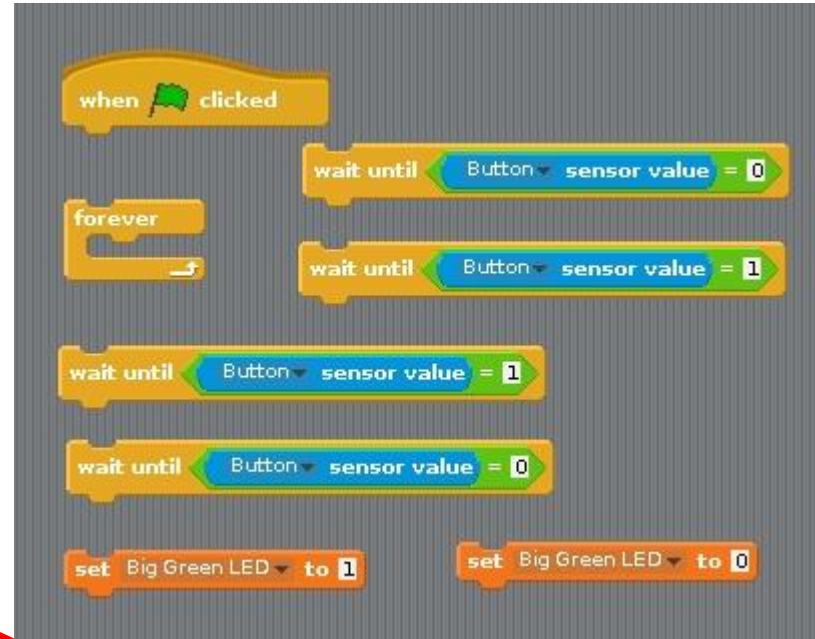 when clicked
wait until Button sensor value = 0
forever
wait until Button sensor value = 1
wait until Button sensor value = 1
wait until Button sensor value = 0
set Big Green LED to 1
set Big Green LED to 0